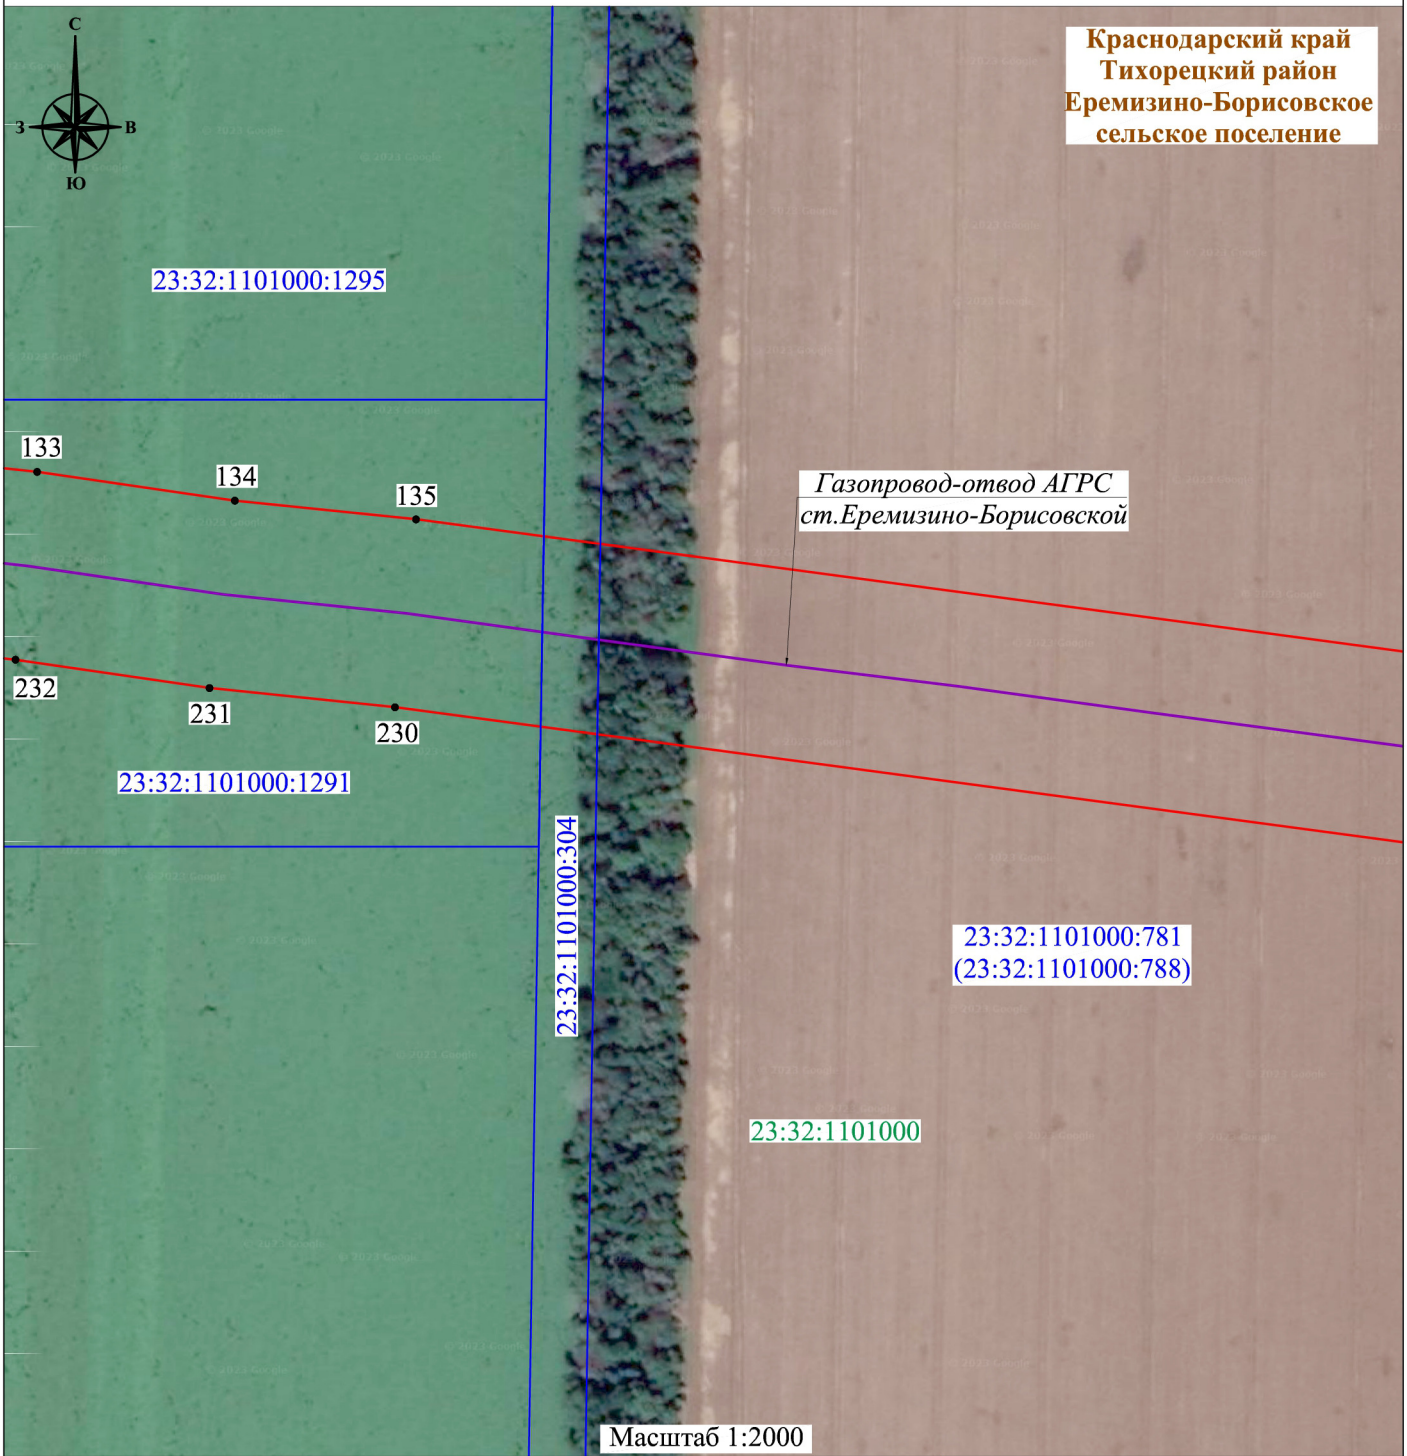 С
З
В
Ю
Краснодарский край
Тихорецкий район
Еремизино-Борисовское
сельское поселение
23:32:1101000:1295
133
134
135
Газопровод-отвод АГРС
ст.Еремизино-Борисовской
232
231
230
23:32:1101000:1291
23:32:1101000:304
23:32:1101000:781
(23:32:1101000:788)
23:32:1101000
Масштаб 1:2000